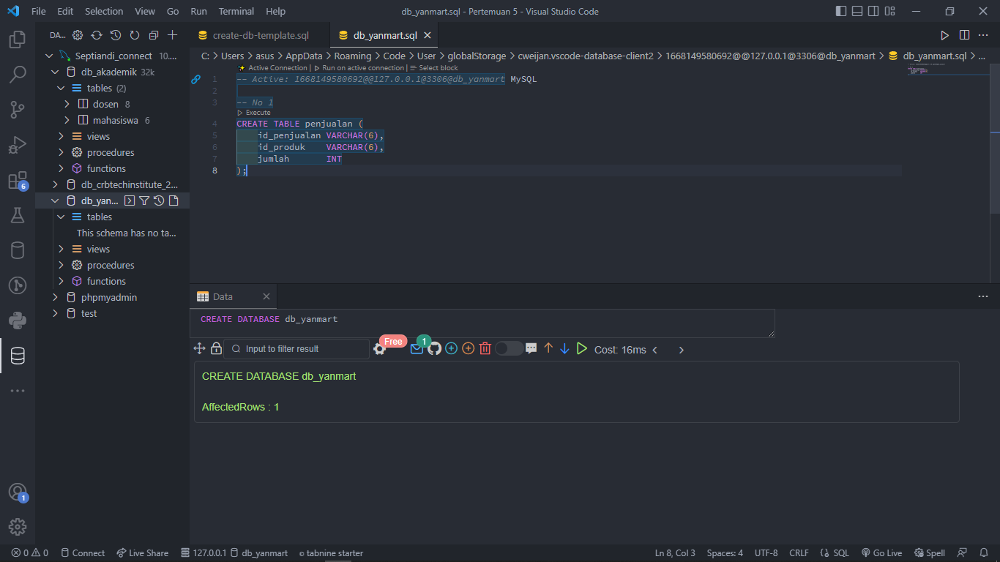 File Edit Selection View Go Run Terminal Help db_yanmart.sql - Pertemuan 5 - Visual Studio Code
DA...
create-db-template.sql db_yanmart.sql
Septiandi_connect 10....
db_akademik 32k
tables (2)
dosen 8
mahasiswa 6
views
procedures
functions
db_crbtechinstitute_2...
db_yan...
tables
This schema has no ta...
views
procedures
functions
phpmyadmin
test
6
1
C: > Users > asus > AppData > Roaming > Code > User > globalStorage > cweijan.vscode-database-client2 > 1668149580692@@127.0.0.1@3306@db_yanmart > db_yanmart.sql > ...
Active Connection | Run on active connection | Select block
1 -- Active: 1668149580692@@127.0.0.1@3306@db_yanmart MySQL
2
3 -- No 1
Execute
4 CREATE TABLE penjualan (
5 id_penjualan VARCHAR(6),
6 id_produk VARCHAR(6),
7 jumlah INT
8 );
Data
CREATE DATABASE db_yanmart
Input to filter result Free 1 Cost: 16ms
CREATE DATABASE db_yanmart
AffectedRows : 1
0 0 Connect Live Share 127.0.0.1 db_yanmart tabnine starter Ln 8, Col 3 Spaces: 4 UTF-8 CRLF SQL Go Live Spell